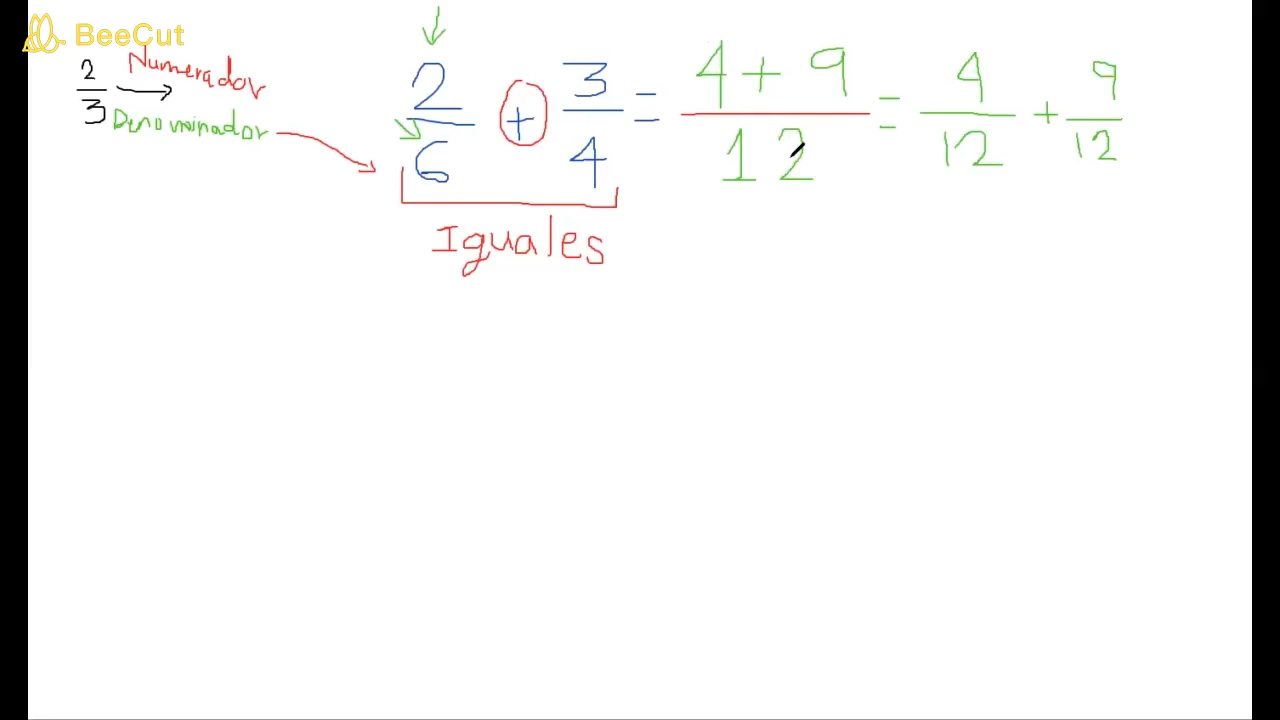 BeeCut
2/3 → Numerador
Denominador
2/6 + 3/4 = 4 + 9/12 = 4/12 + 9/12
Iguales